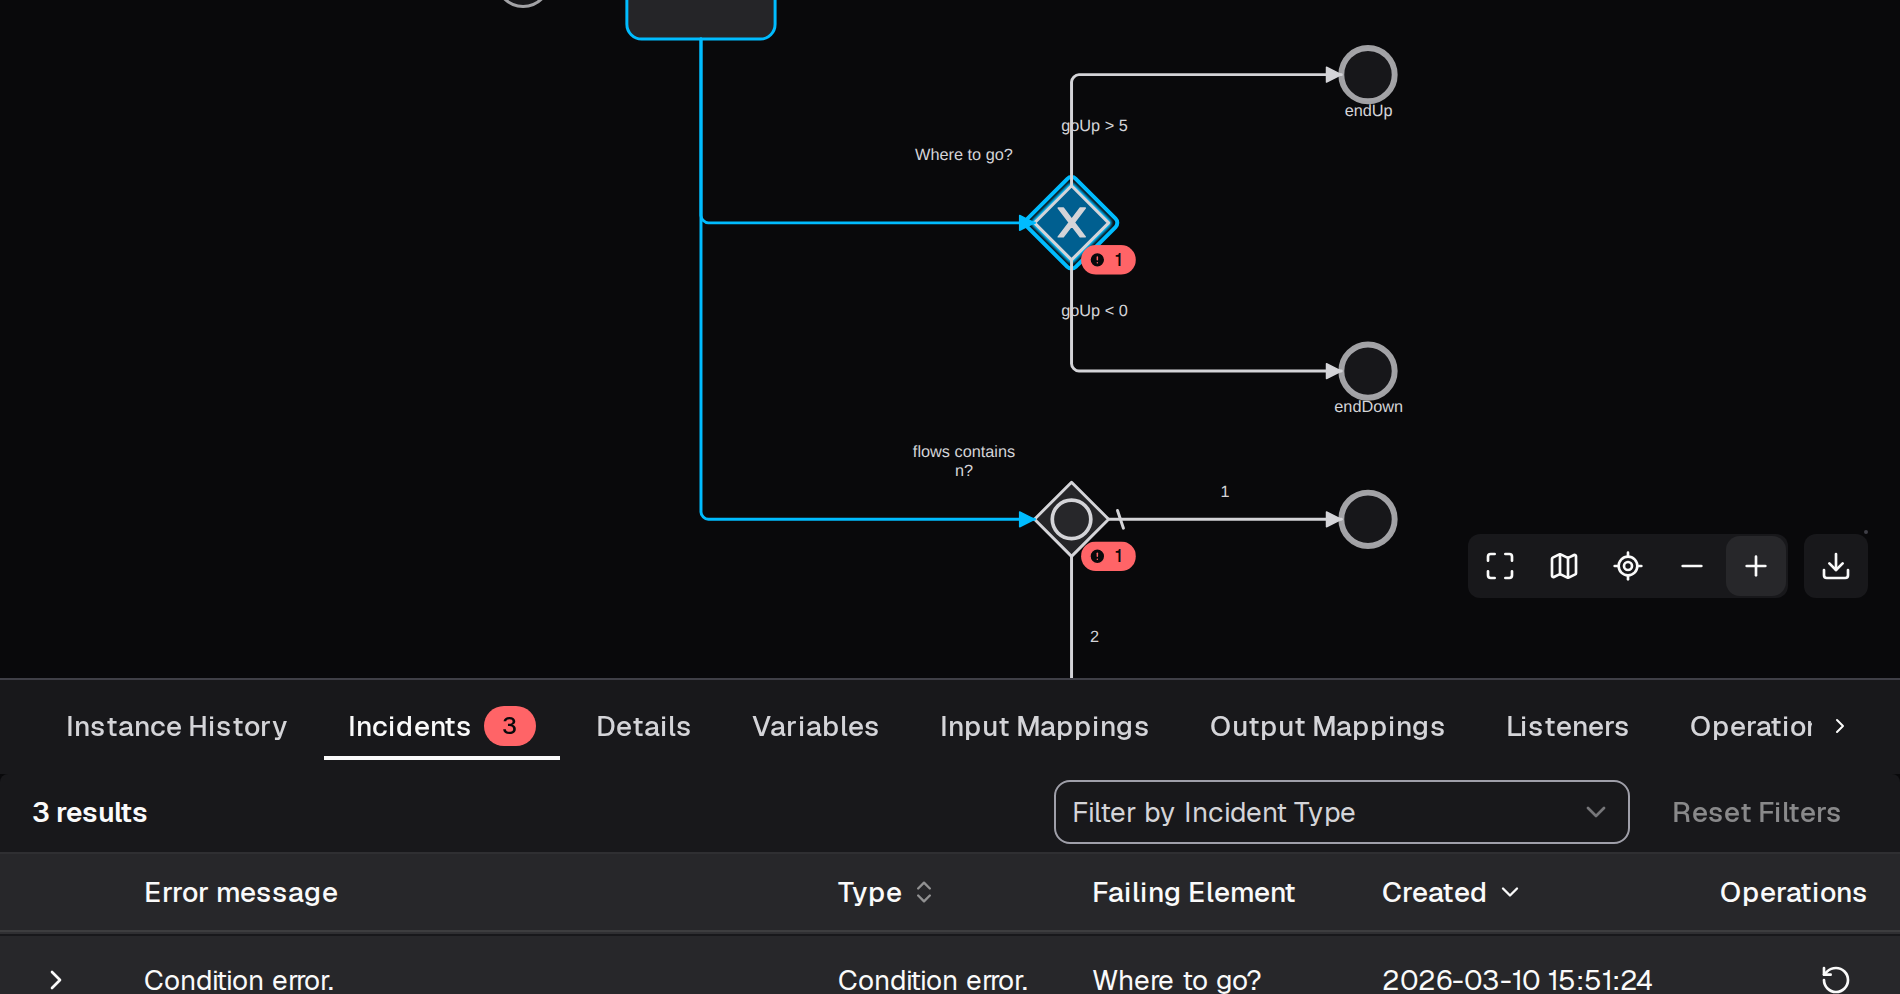 endUp
goUp > 5
Where to go?
X
1
goUp < 0
endDown
flows contains
n?
1
1
2
Instance History
Incidents 3
Details
Variables
Input Mappings
Output Mappings
Listeners
Operation
3 results
Filter by Incident Type
Reset Filters
Error message
Type
Failing Element
Created
Operations
Condition error.
Condition error.
Where to go?
2026-03-10 15:51:24